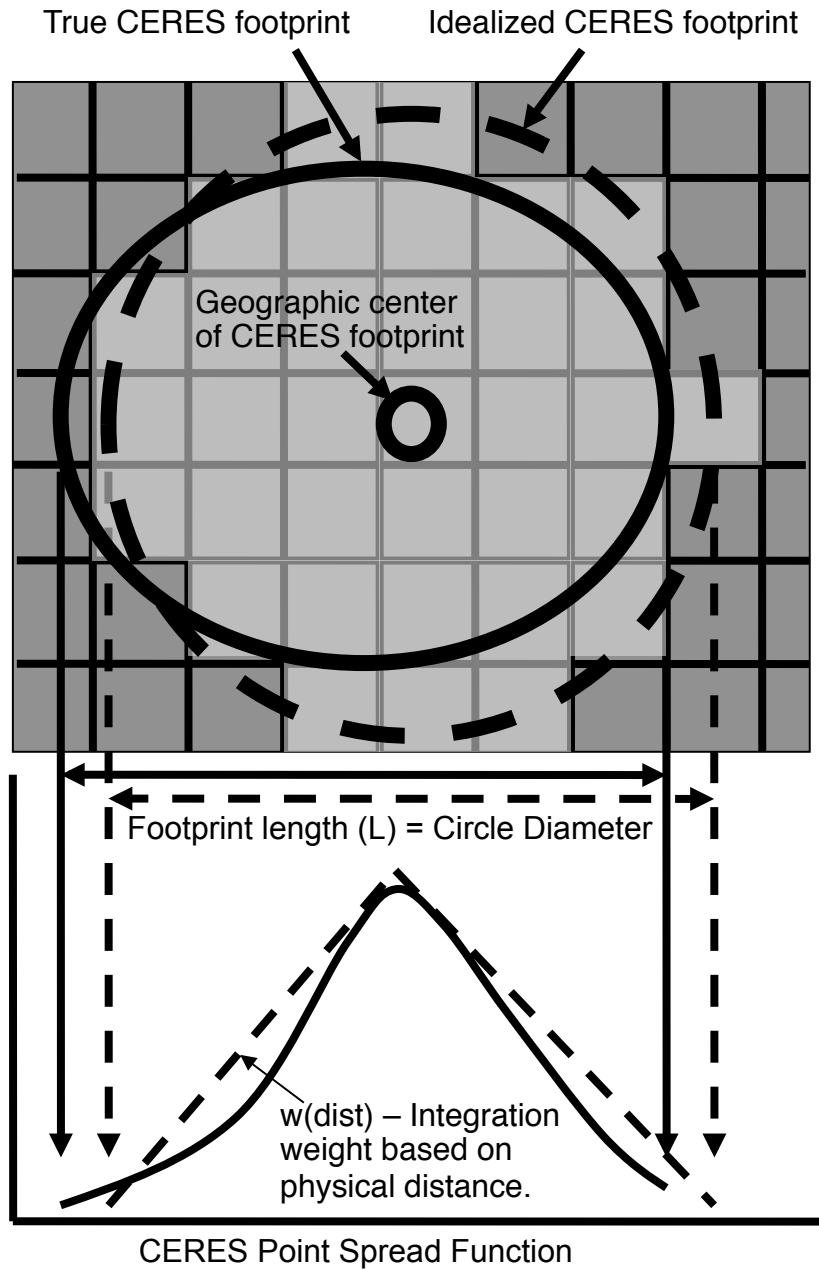 True CERES footprint
Idealized CERES footprint
Geographic center
of CERES footprint
Footprint length (L) = Circle Diameter
w(dist) – Integration
weight based on
physical distance.
CERES Point Spread Function